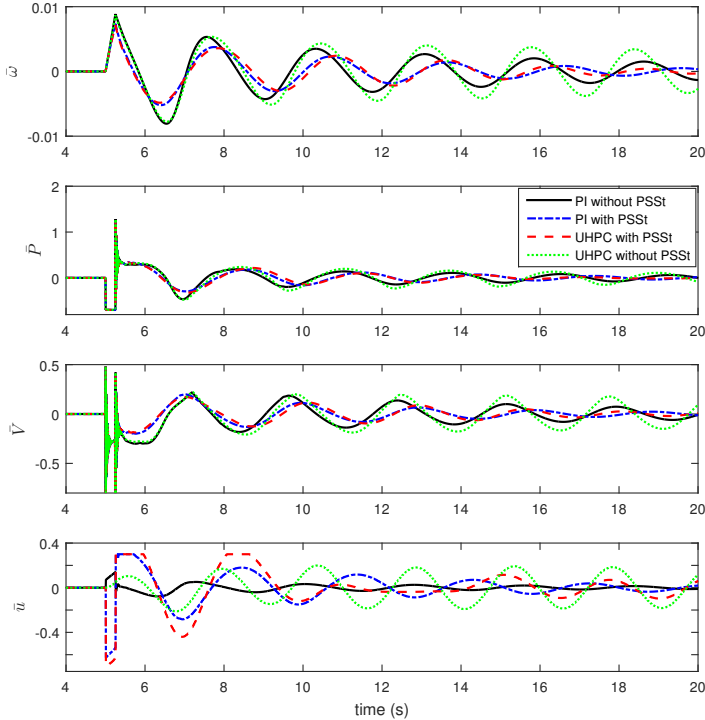 0.01
0
-0.01
ω̄
4 6 8 10 12 14 16 18 20
2
1
0
P̄
PI without PSSt
PI with PSSt
UHPC with PSSt
UHPC without PSSt
4 6 8 10 12 14 16 18 20
0.5
0
-0.5
V̄
4 6 8 10 12 14 16 18 20
0.4
0
-0.4
ū
4 6 8 10 12 14 16 18 20
time (s)